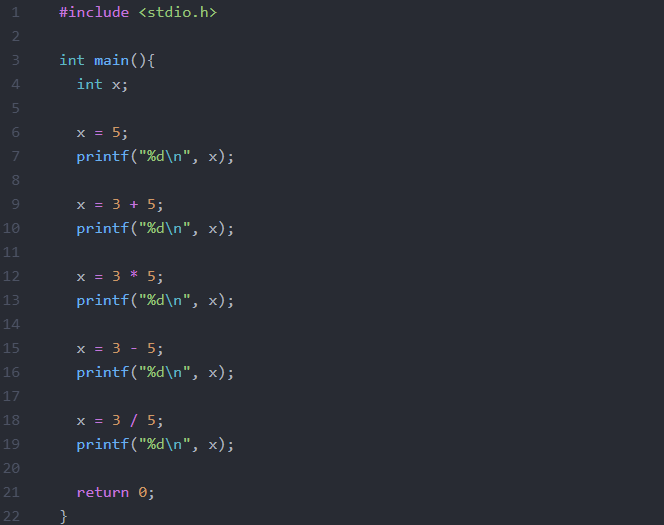 1 #include <stdio.h>
2
3 int main(){
4   int x;
5
6   x = 5;
7   printf("%d\n", x);
8
9   x = 3 + 5;
10   printf("%d\n", x);
11
12   x = 3 * 5;
13   printf("%d\n", x);
14
15   x = 3 - 5;
16   printf("%d\n", x);
17
18   x = 3 / 5;
19   printf("%d\n", x);
20
21   return 0;
22 }